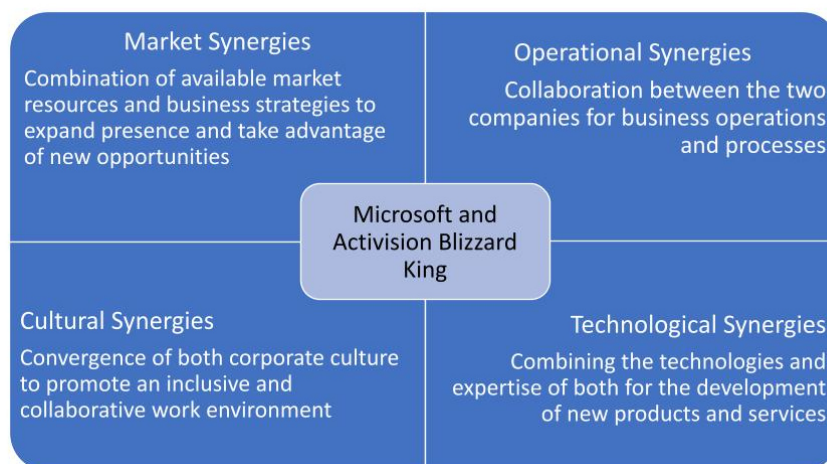 Market Synergies
Combination of available market
resources and business strategies to
expand presence and take advantage
of new opportunities
Operational Synergies
Collaboration between the two
companies for business operations
and processes
Microsoft and
Activision Blizzard
King
Cultural Synergies
Convergence of both corporate culture
to promote an inclusive and
collaborative work environment
Technological Synergies
Combining the technologies and
expertise of both for the development
of new products and services